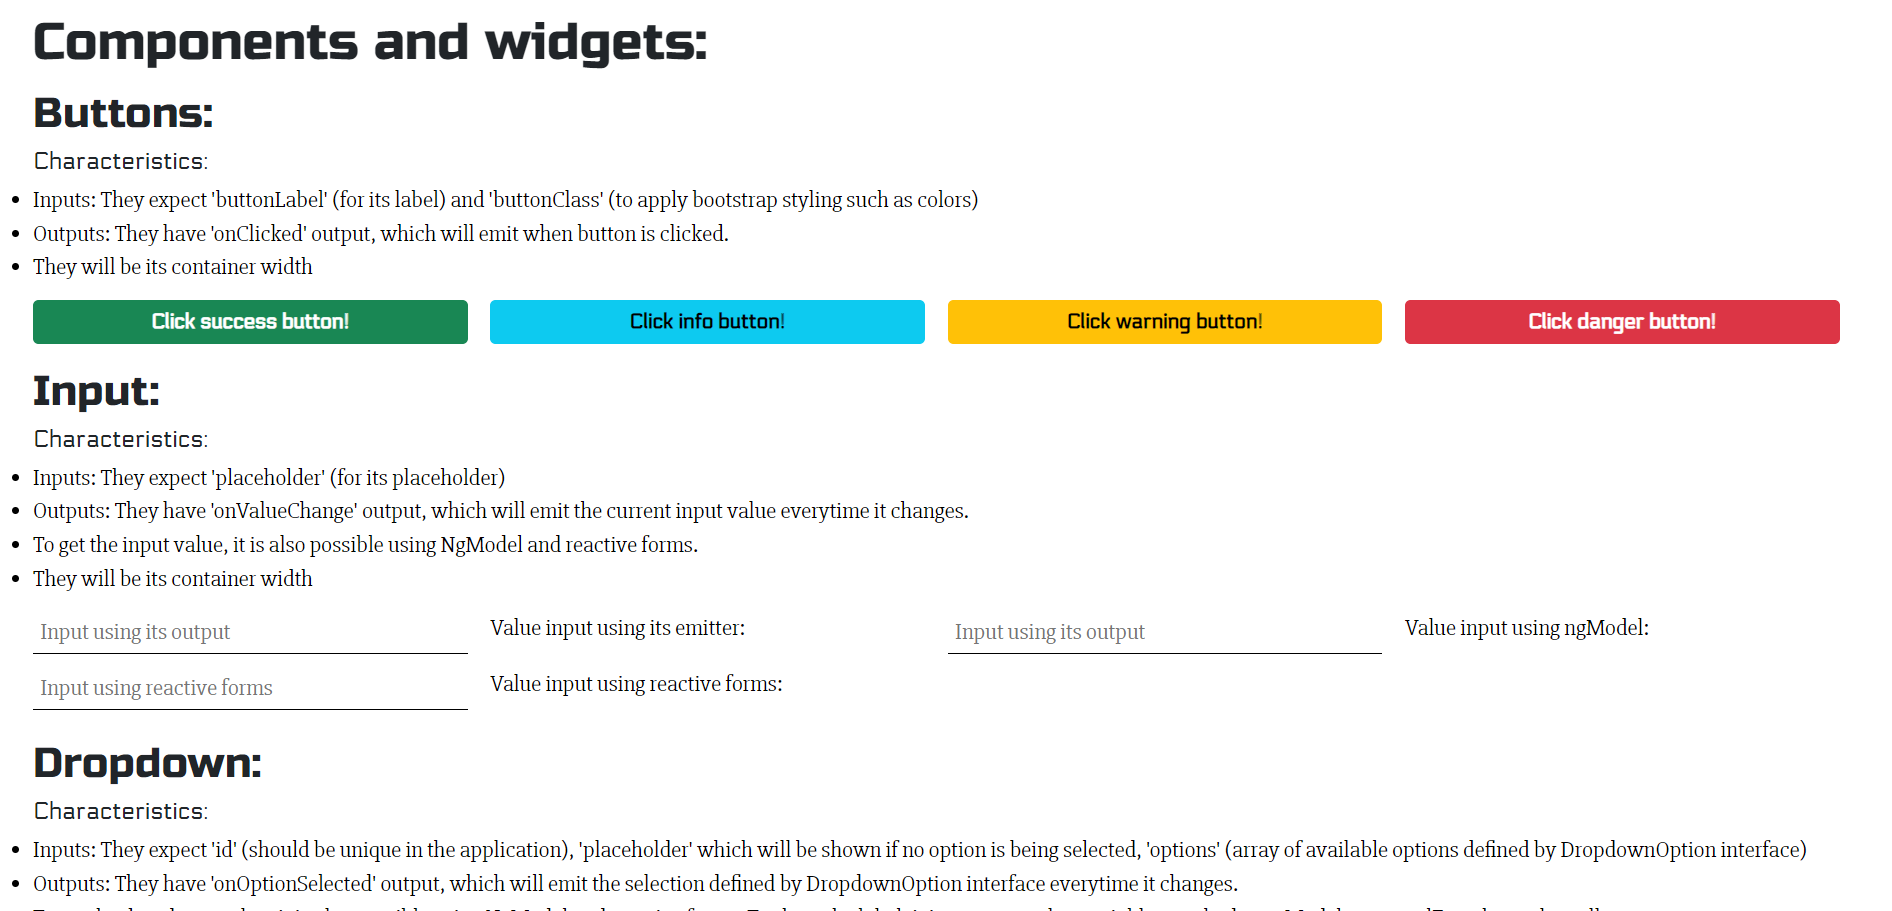 Components and widgets:
Buttons:
Characteristics:
Inputs: They expect 'buttonLabel' (for its label) and 'buttonClass' (to apply bootstrap styling such as colors)
Outputs: They have 'onClicked' output, which will emit when button is clicked.
They will be its container width
Click success button!
Click info button!
Click warning button!
Click danger button!
Input:
Characteristics:
Inputs: They expect 'placeholder' (for its placeholder)
Outputs: They have 'onValueChange' output, which will emit the current input value everytime it changes.
To get the input value, it is also possible using NgModel and reactive forms.
They will be its container width
Input using its output
Value input using its emitter:
Input using its output
Value input using ngModel:
Input using reactive forms
Value input using reactive forms:
Dropdown:
Characteristics:
Inputs: They expect 'id' (should be unique in the application), 'placeholder' which will be shown if no option is being selected, 'options' (array of available options defined by DropdownOption interface)
Outputs: They have 'onOptionSelected' output, which will emit the selection defined by DropdownOption interface everytime it changes.